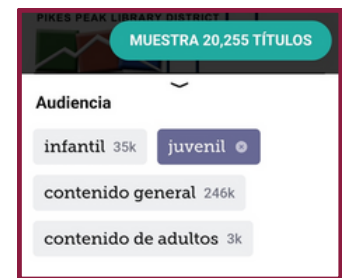 PIKES PEAK LIBRARY DISTRICT
MUESTRA 20,255 TÍTULOS
Audiencia
infantil 35k juvenil
contenido general 246k
contenido de adultos 3k